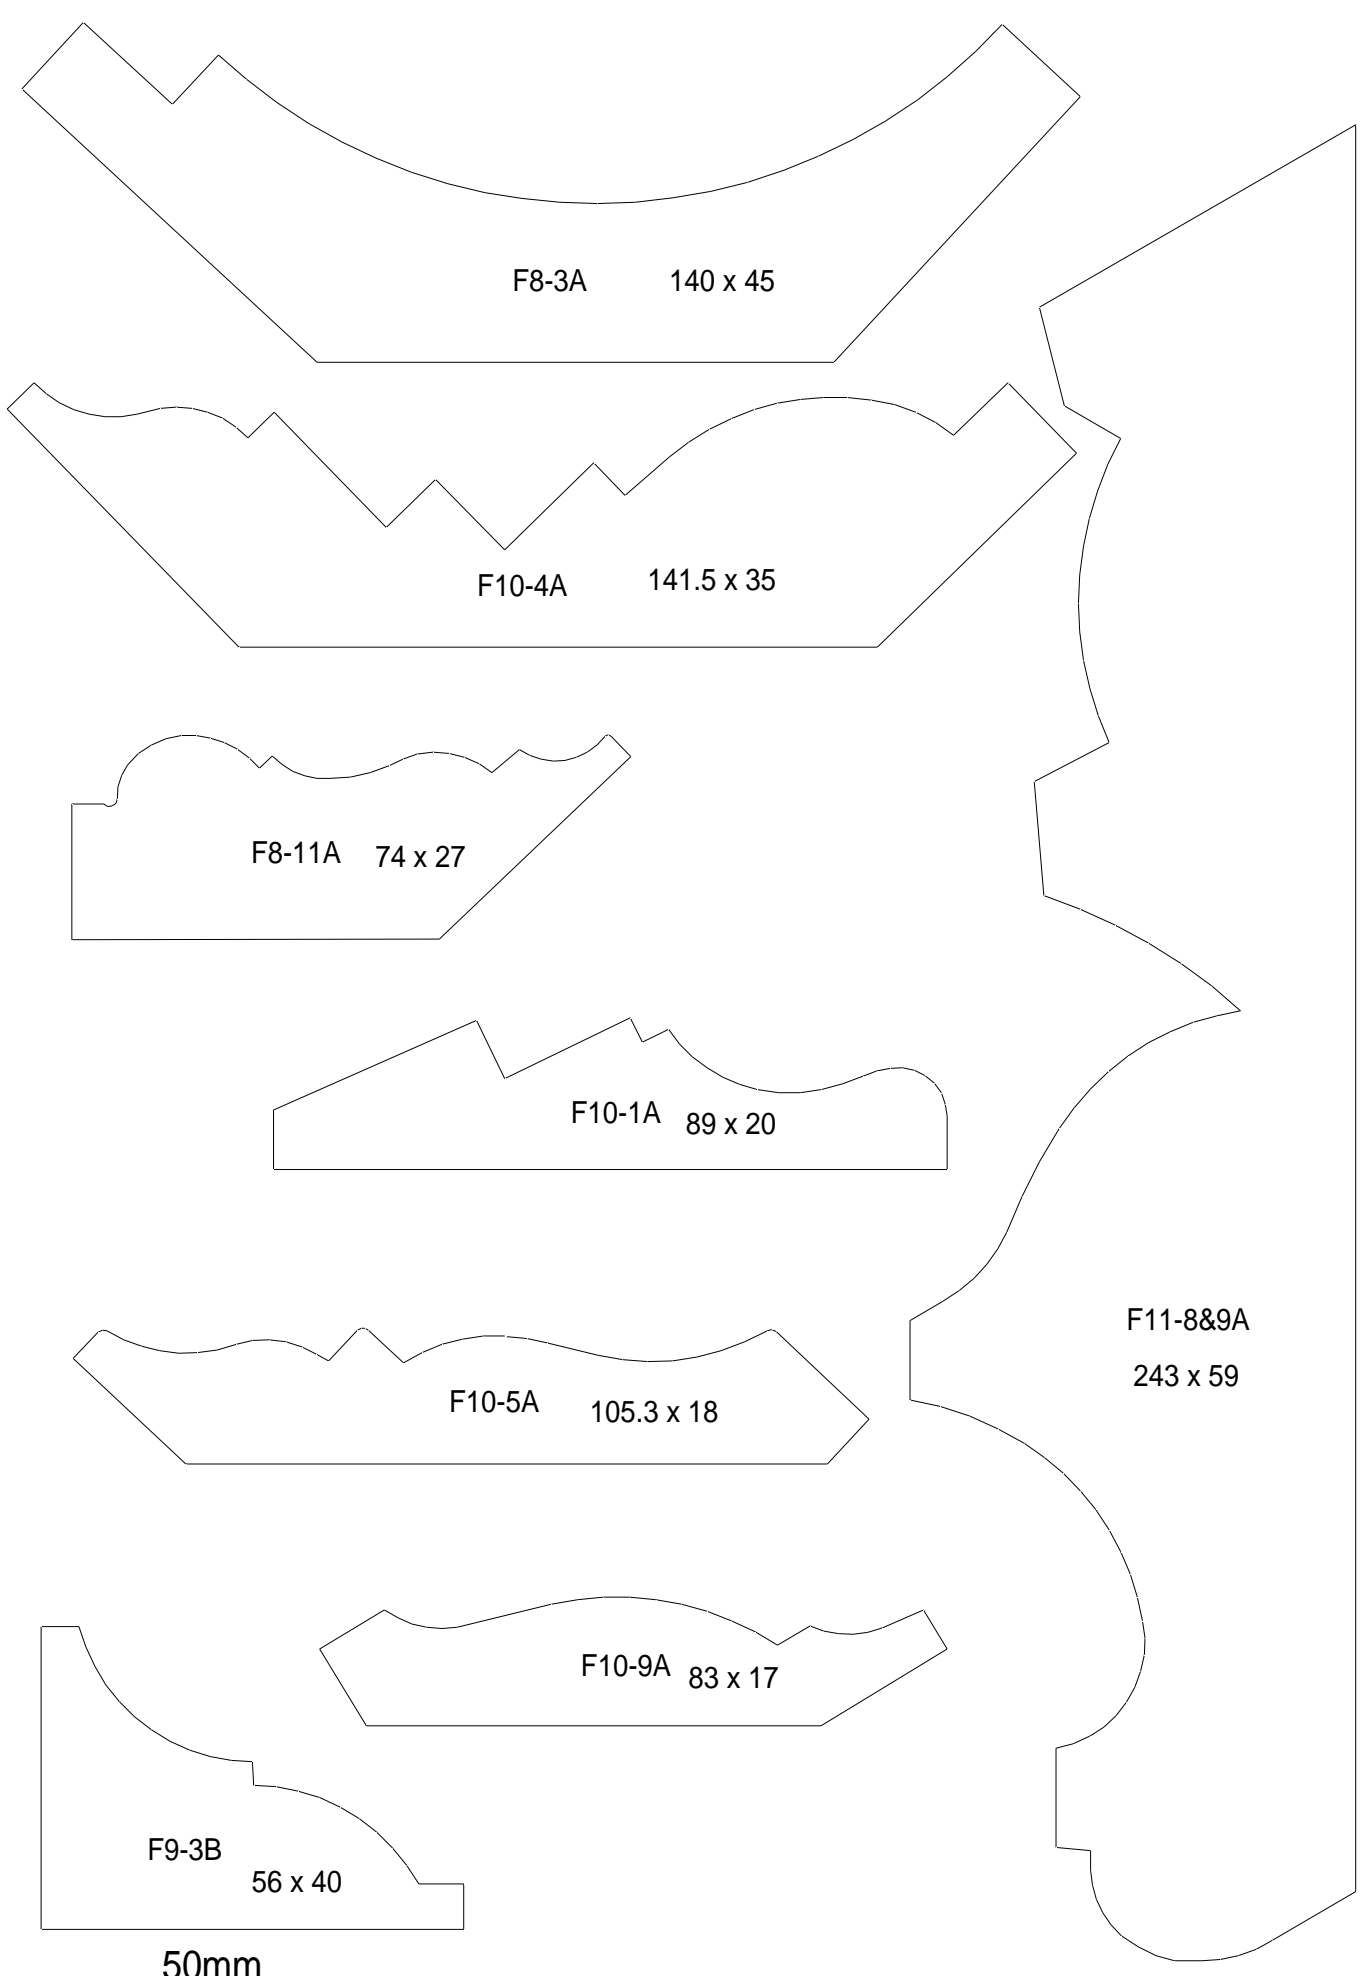 F8-3A 140 x 45
F10-4A 141.5 x 35
F8-11A 74 x 27
F10-1A 89 x 20
F11-8&9A
243 x 59
F10-5A 105.3 x 18
F10-9A 83 x 17
F9-3B
56 x 40
50mm